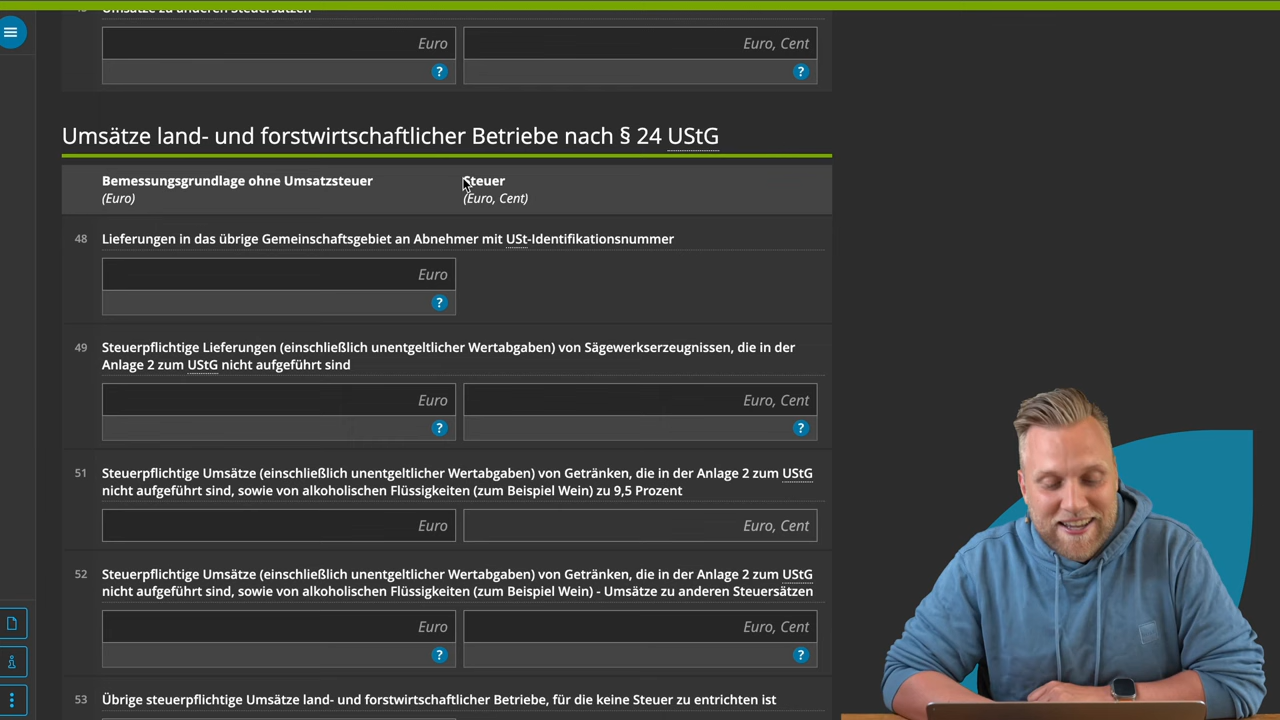 Umsätze zu anderen Steuersätzen
Euro
Euro, Cent
?
?
Umsätze land- und forstwirtschaftlicher Betriebe nach § 24 UStG
Bemessungsgrundlage ohne Umsatzsteuer
Steuer
(Euro)
(Euro, Cent)
48 Lieferungen in das übrige Gemeinschaftsgebiet an Abnehmer mit USt-Identifikationsnummer
Euro
?
49 Steuerpflichtige Lieferungen (einschließlich unentgeltlicher Wertabgaben) von Sägewerkserzeugnissen, die in der
Anlage 2 zum UStG nicht aufgeführt sind
Euro
Euro, Cent
?
?
51 Steuerpflichtige Umsätze (einschließlich unentgeltlicher Wertabgaben) von Getränken, die in der Anlage 2 zum UStG
nicht aufgeführt sind, sowie von alkoholischen Flüssigkeiten (zum Beispiel Wein) zu 9,5 Prozent
Euro
Euro, Cent
52 Steuerpflichtige Umsätze (einschließlich unentgeltlicher Wertabgaben) von Getränken, die in der Anlage 2 zum UStG
nicht aufgeführt sind, sowie von alkoholischen Flüssigkeiten (zum Beispiel Wein) - Umsätze zu anderen Steuersätzen
Euro
Euro, Cent
?
?
53 Übrige steuerpflichtige Umsätze land- und forstwirtschaftlicher Betriebe, für die keine Steuer zu entrichten ist